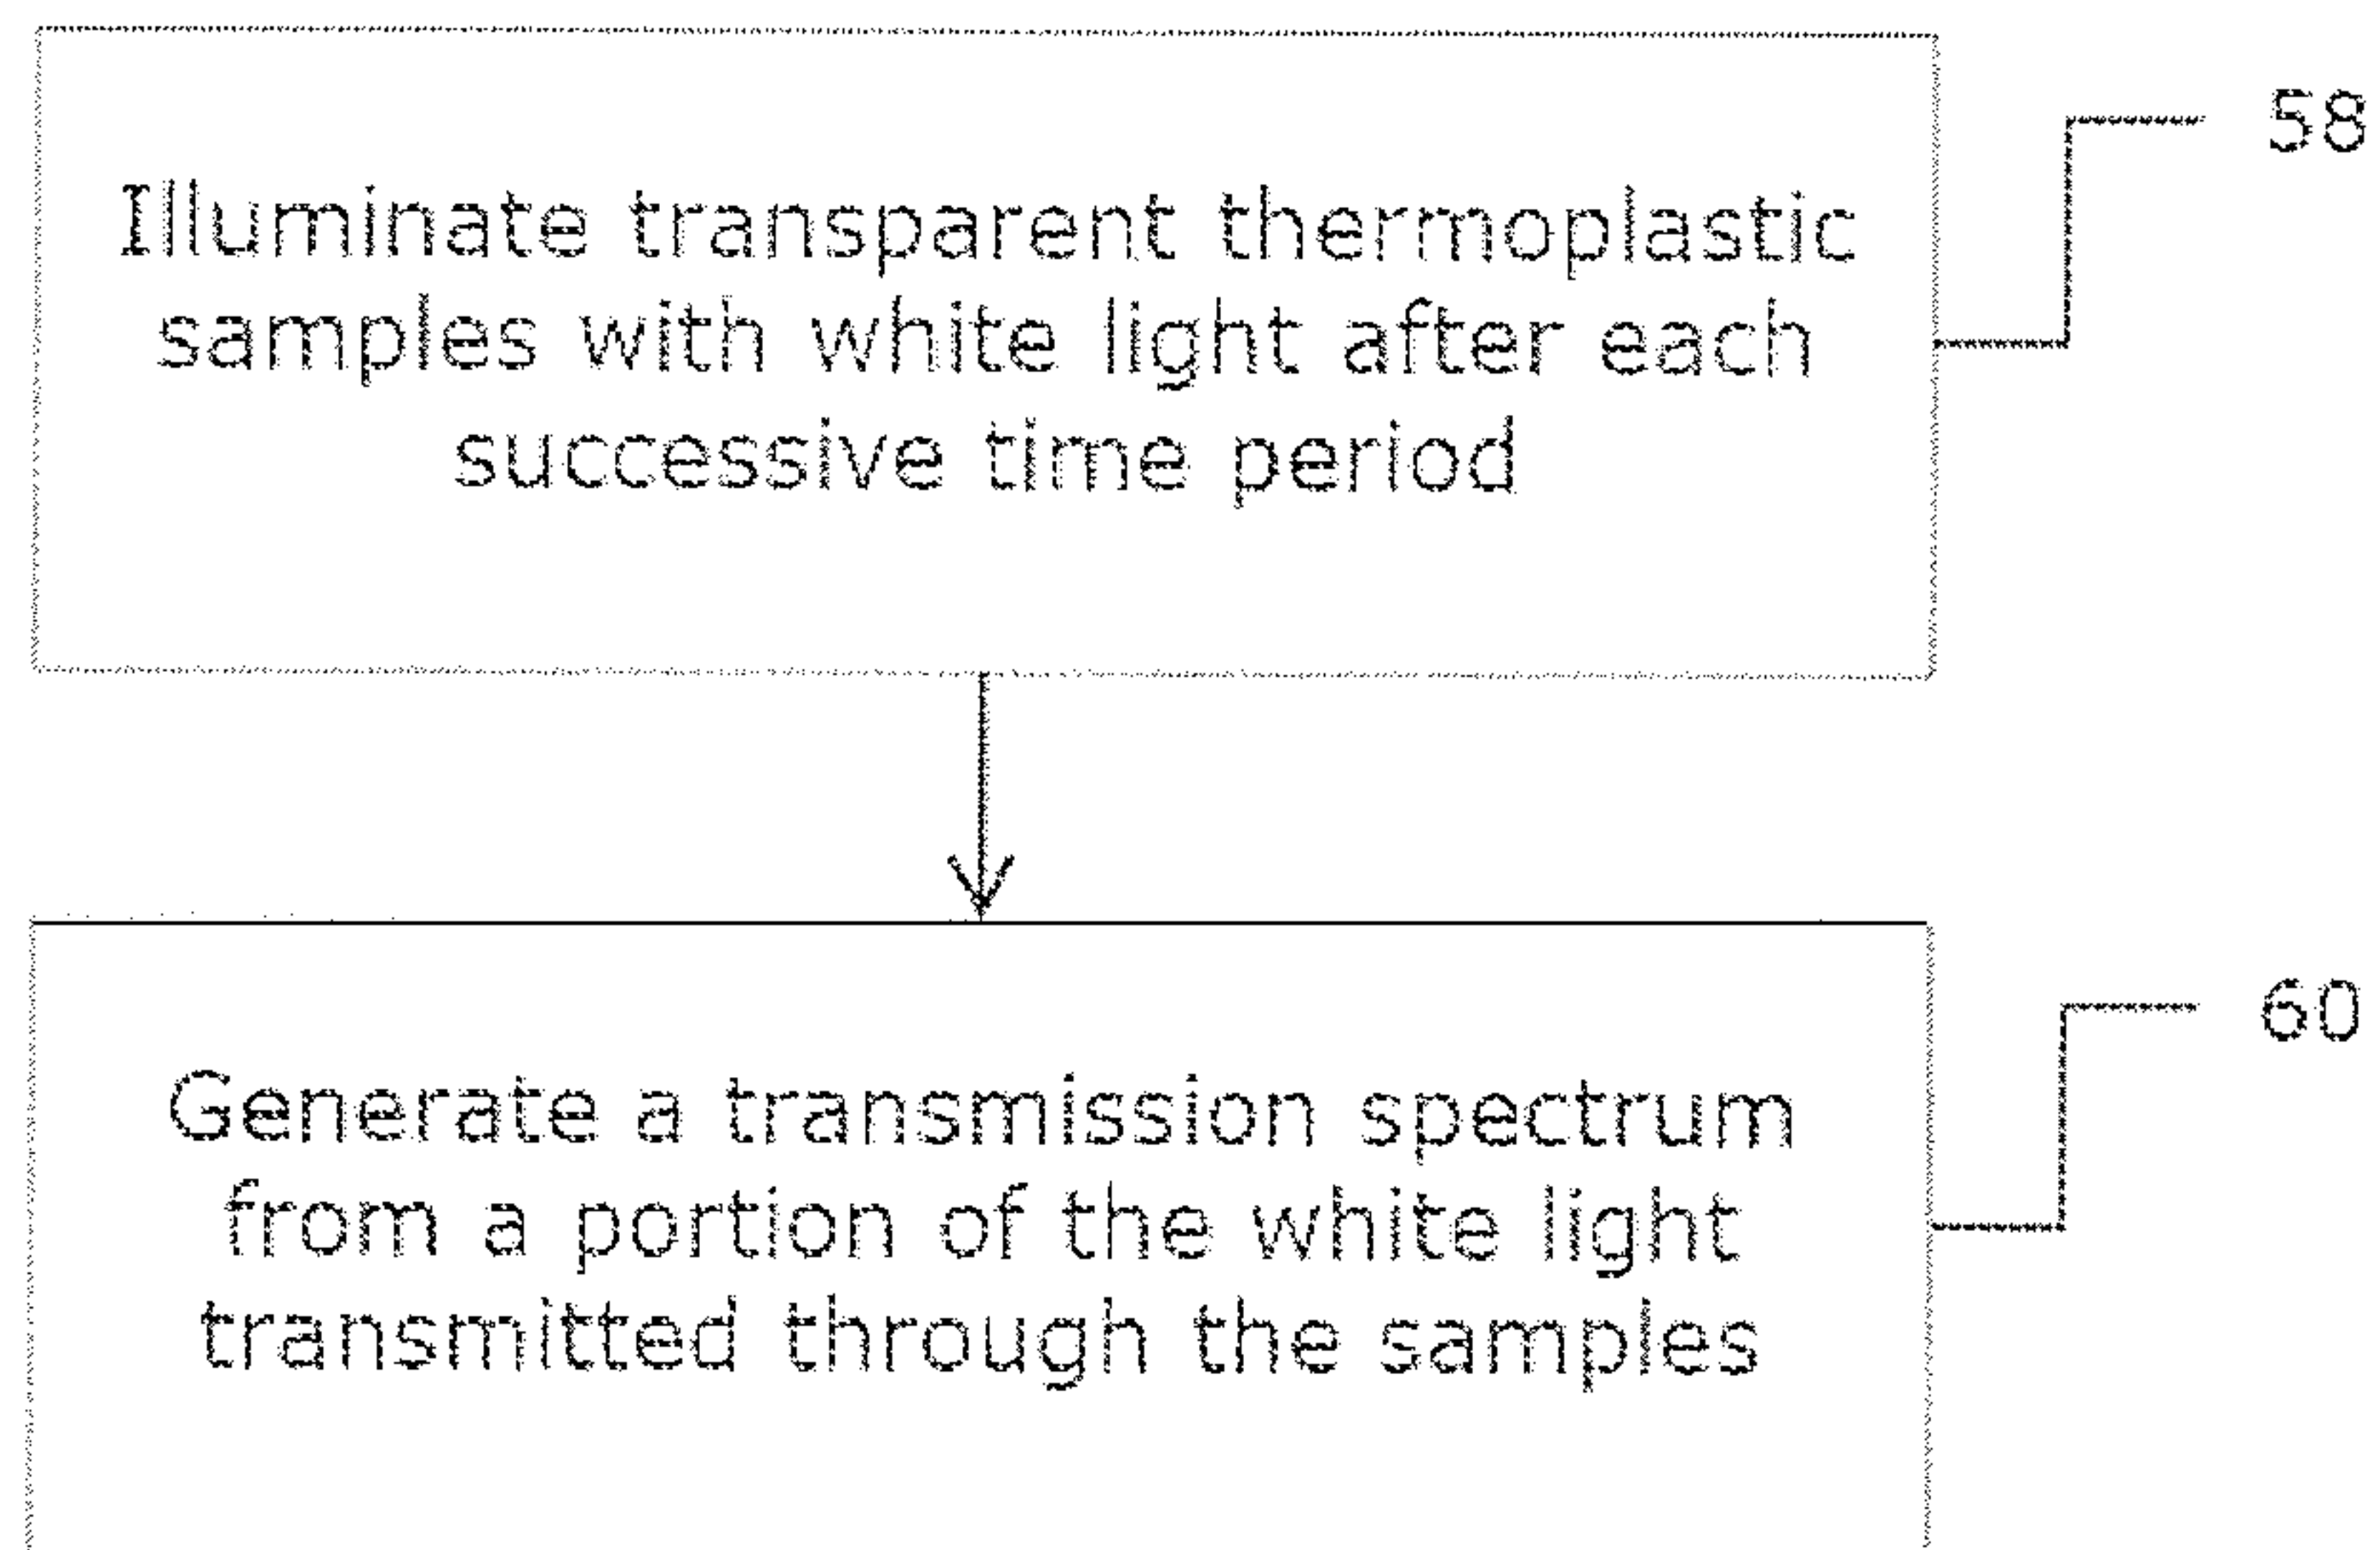 58
Illuminate transparent thermoplastic
samples with white light after each
successive time period
60
Generate a transmission spectrum
from a portion of the white light
transmitted through the samples